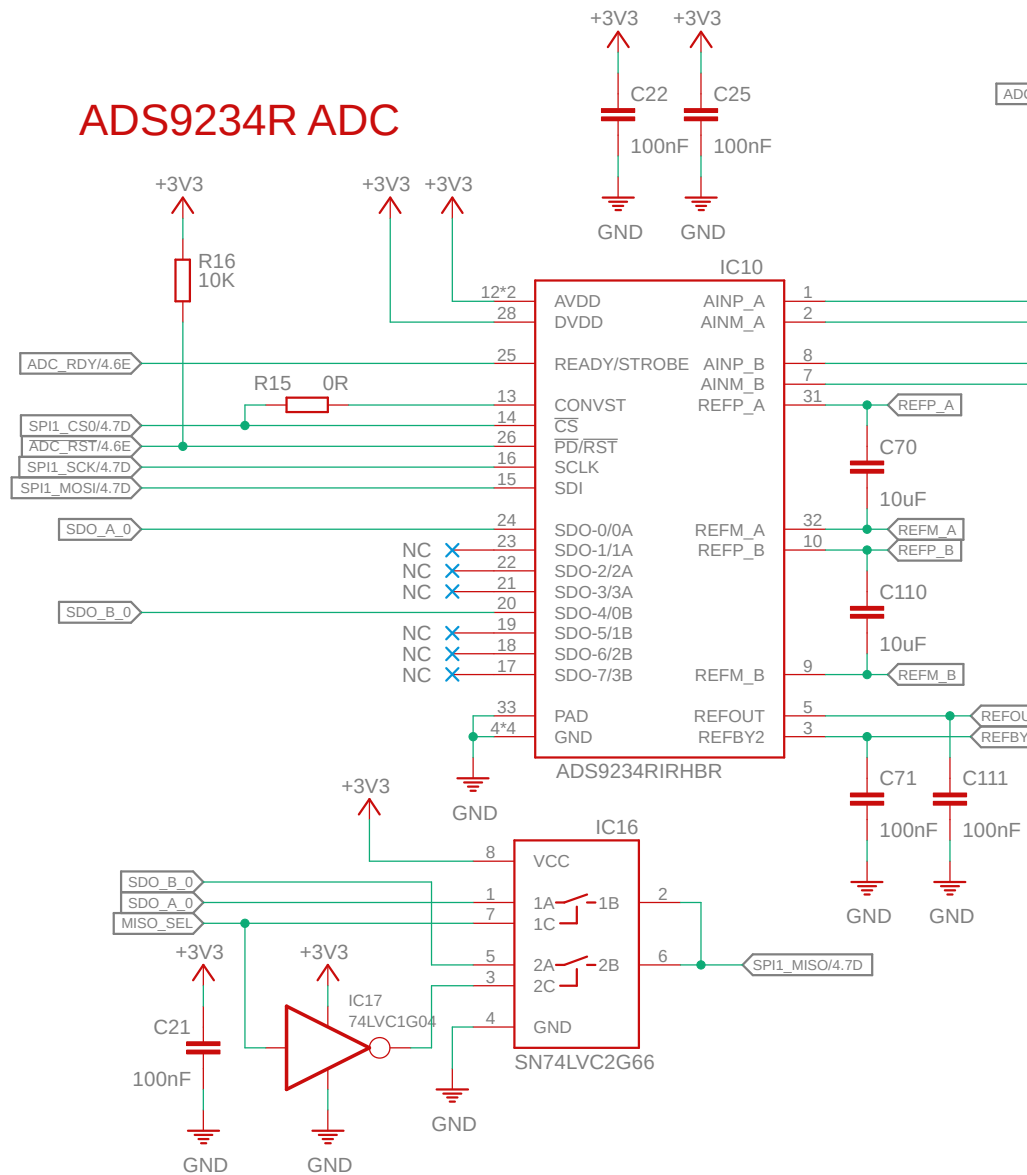 +3V3 +3V3
C22 C25
100nF 100nF
GND GND
ADS9234R ADC
+3V3 +3V3 +3V3
R16
10K
IC10
12*2 AVDD AINP_A 1
28 DVDD AINM_A 2
ADC_RDY/4.6E 25 READY/STROBE AINP_B 8
AINM_B 7
R15 0R 13 CONVST REFP_A 31 REFP_A
SPI1_CS0/4.7D 14 CS
ADC_RST/4.6E 26 PD/RST
C70
SPI1_SCK/4.7D 16 SCLK
SPI1_MOSI/4.7D 15 SDI
10uF
SDO_A_0 24 SDO-0/0A REFM_A 32 REFM_A
NC 23 SDO-1/1A REFP_B 10 REFP_B
NC 22 SDO-2/2A
NC 21 SDO-3/3A
C110
SDO_B_0 20 SDO-4/0B
NC 19 SDO-5/1B
10uF
NC 18 SDO-6/2B
NC 17 SDO-7/3B REFM_B 9 REFM_B
33 PAD REFOUT 5
4*4 GND REFBY2 3
ADS9234RIRHBR
GND
C71 C111
100nF 100nF
GND GND
+3V3
IC16
8 VCC
SDO_B_0
SDO_A_0 1 1A 1B 2
MISO_SEL 7 1C
5 2A 2B 6 SPI1_MISO/4.7D
3 2C
4 GND
SN74LVC2G66
GND
+3V3 +3V3
IC17
74LVC1G04
C21
100nF
GND GND